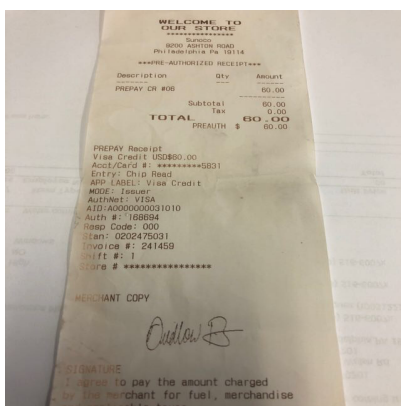 WELCOME TO
OUR STORE
****************
Sunoco
9200 ASHTON ROAD
Philadelphia Pa 19114
***PRE-AUTHORIZED RECEIPT***
Description Qty Amount
PREPAY CR #06 60.00
Subtotal 60.00
Tax 0.00
TOTAL 60.00
PREAUTH $ 60.00
PREPAY Receipt
Visa Credit USD$60.00
Acct/Card #: *********5831
Entry: Chip Read
APP LABEL: Visa Credit
MODE: Issuer
AuthNet: VISA
AID:A0000000031010
Auth #: 168694
Resp Code: 000
Stan: 0202475031
Invoice #: 241459
Shift #: 1
Store # ****************
MERCHANT COPY
SIGNATURE
I agree to pay the amount charged
by the merchant for fuel, merchandise